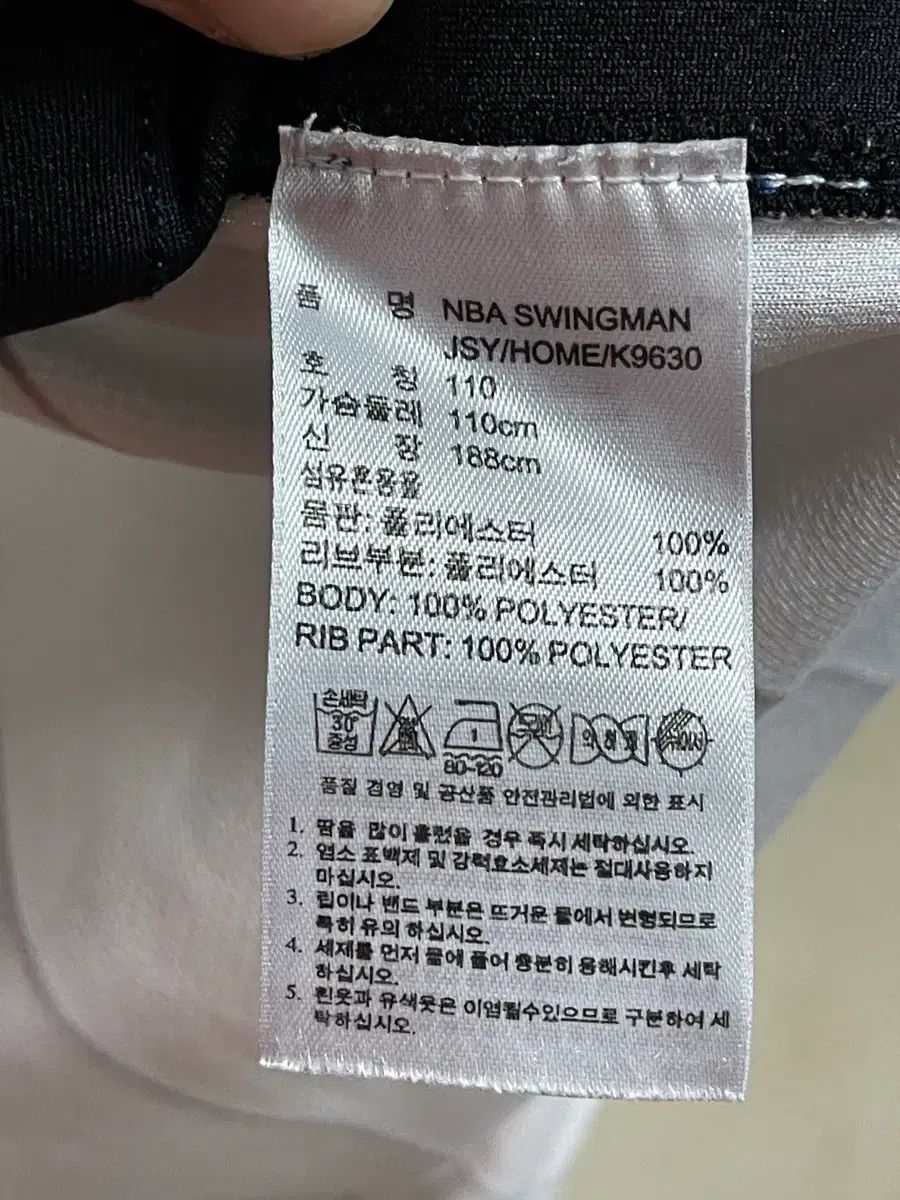 품 명 NBA SWINGMAN
JSY/HOME/K9630
호 칭 110
가슴둘레 110cm
신 장 188cm
섬유혼용율
몸판: 폴리에스터 100%
리브부분: 폴리에스터 100%
BODY: 100% POLYESTER/
RIB PART: 100% POLYESTER
손세탁
30°
중성
1
80-120
품질 경영 및 공산품 안전관리법에 의한 표시
1. 땀을 많이 흘렸을 경우 즉시 세탁하십시오.
2. 염소 표백제 및 강력효소세제는 절대사용하지
마십시오.
3. 립이나 밴드 부분은 뜨거운 물에서 변형되므로
특히 유의 하십시오.
4. 세제를 먼저 물에 풀어 충분히 용해시킨후 세탁
하십시오.
5. 흰옷과 유색옷은 이염될수있으므로 구분하여 세
탁하십시오.